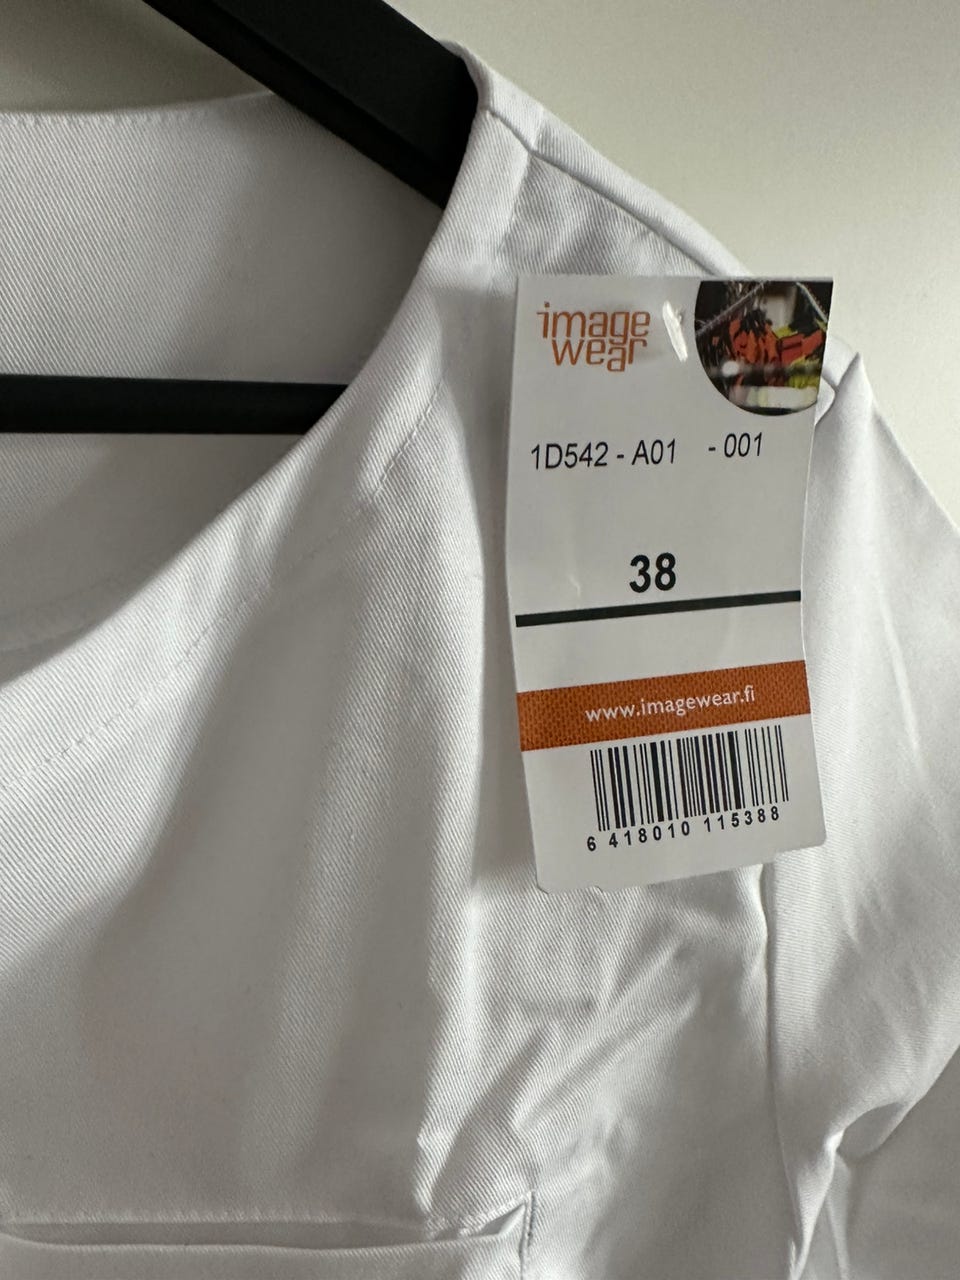 image
wear
1D542 - A01 - 001
38
www.imagewear.fi
6 418010 115388